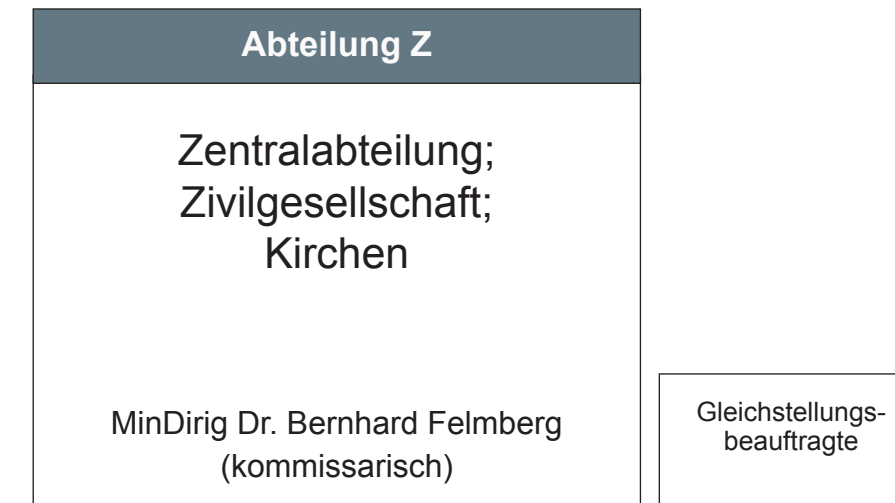 Abteilung Z
Zentralabteilung;
Zivilgesellschaft;
Kirchen
MinDirig Dr. Bernhard Felmberg
(kommissarisch)
Gleichstellungs-
beauftragte